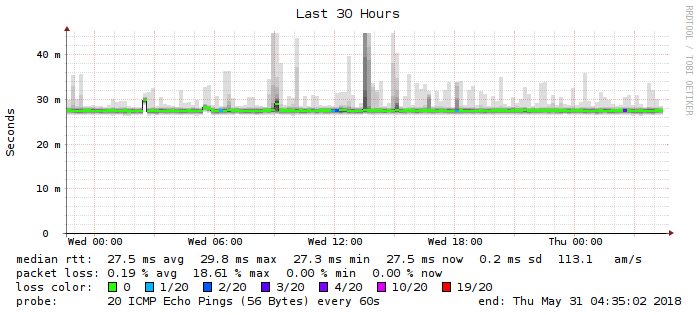 Last 30 Hours
RRDTOOL / TOBI OETIKER
Seconds
40 m
30 m
20 m
10 m
0
Wed 00:00 Wed 06:00 Wed 12:00 Wed 18:00 Thu 00:00
median rtt: 27.5 ms avg 29.8 ms max 27.3 ms min 27.5 ms now 0.2 ms sd 113.1 am/s
packet loss: 0.19 % avg 18.61 % max 0.00 % min 0.00 % now
loss color: 0 1/20 2/20 3/20 4/20 10/20 19/20
probe: 20 ICMP Echo Pings (56 Bytes) every 60s end: Thu May 31 04:35:02 2018